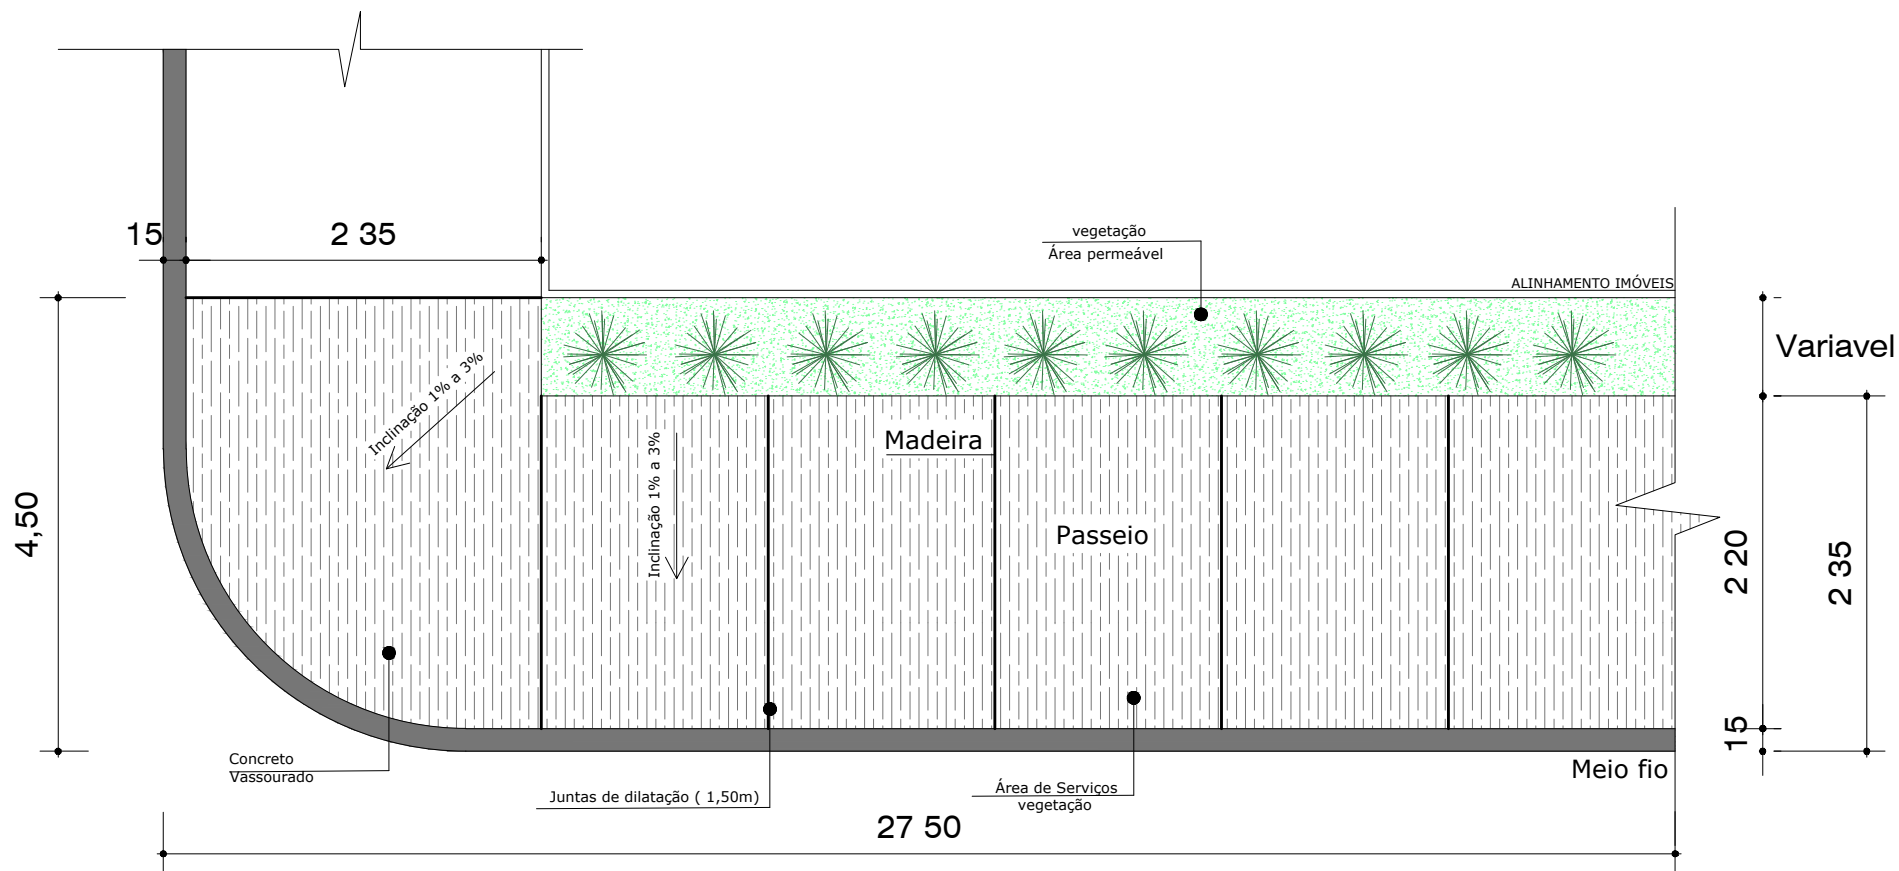 15
2 35
vegetação
Área permeável
ALINHAMENTO IMÓVEIS
Variavel
Inclinação 1% a 3%
Inclinação 1% a 3%
Madeira
Passeio
4,50
2 20
2 35
15
Meio fio
Concreto
Vassourado
Juntas de dilatação ( 1,50m)
Área de Serviços
vegetação
27 50